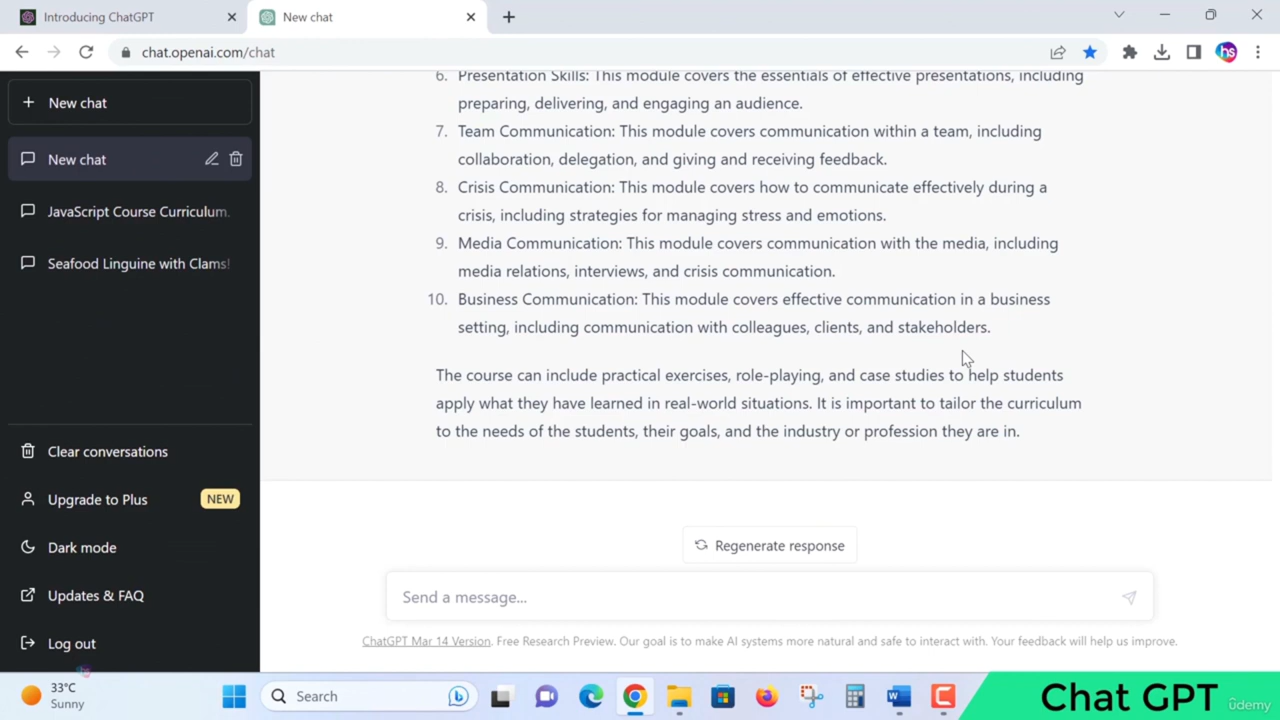 Introducing ChatGPT
New chat
chat.openai.com/chat
hs
New chat
New chat
JavaScript Course Curriculum.
Seafood Linguine with Clams!
Clear conversations
Upgrade to Plus
NEW
Dark mode
Updates & FAQ
Log out
6. Presentation Skills: This module covers the essentials of effective presentations, including
preparing, delivering, and engaging an audience.
7. Team Communication: This module covers communication within a team, including
collaboration, delegation, and giving and receiving feedback.
8. Crisis Communication: This module covers how to communicate effectively during a
crisis, including strategies for managing stress and emotions.
9. Media Communication: This module covers communication with the media, including
media relations, interviews, and crisis communication.
10. Business Communication: This module covers effective communication in a business
setting, including communication with colleagues, clients, and stakeholders.
The course can include practical exercises, role-playing, and case studies to help students
apply what they have learned in real-world situations. It is important to tailor the curriculum
to the needs of the students, their goals, and the industry or profession they are in.
Regenerate response
Send a message...
ChatGPT Mar 14 Version. Free Research Preview. Our goal is to make AI systems more natural and safe to interact with. Your feedback will help us improve.
33°C
Sunny
Search
Chat GPT
ûdemy